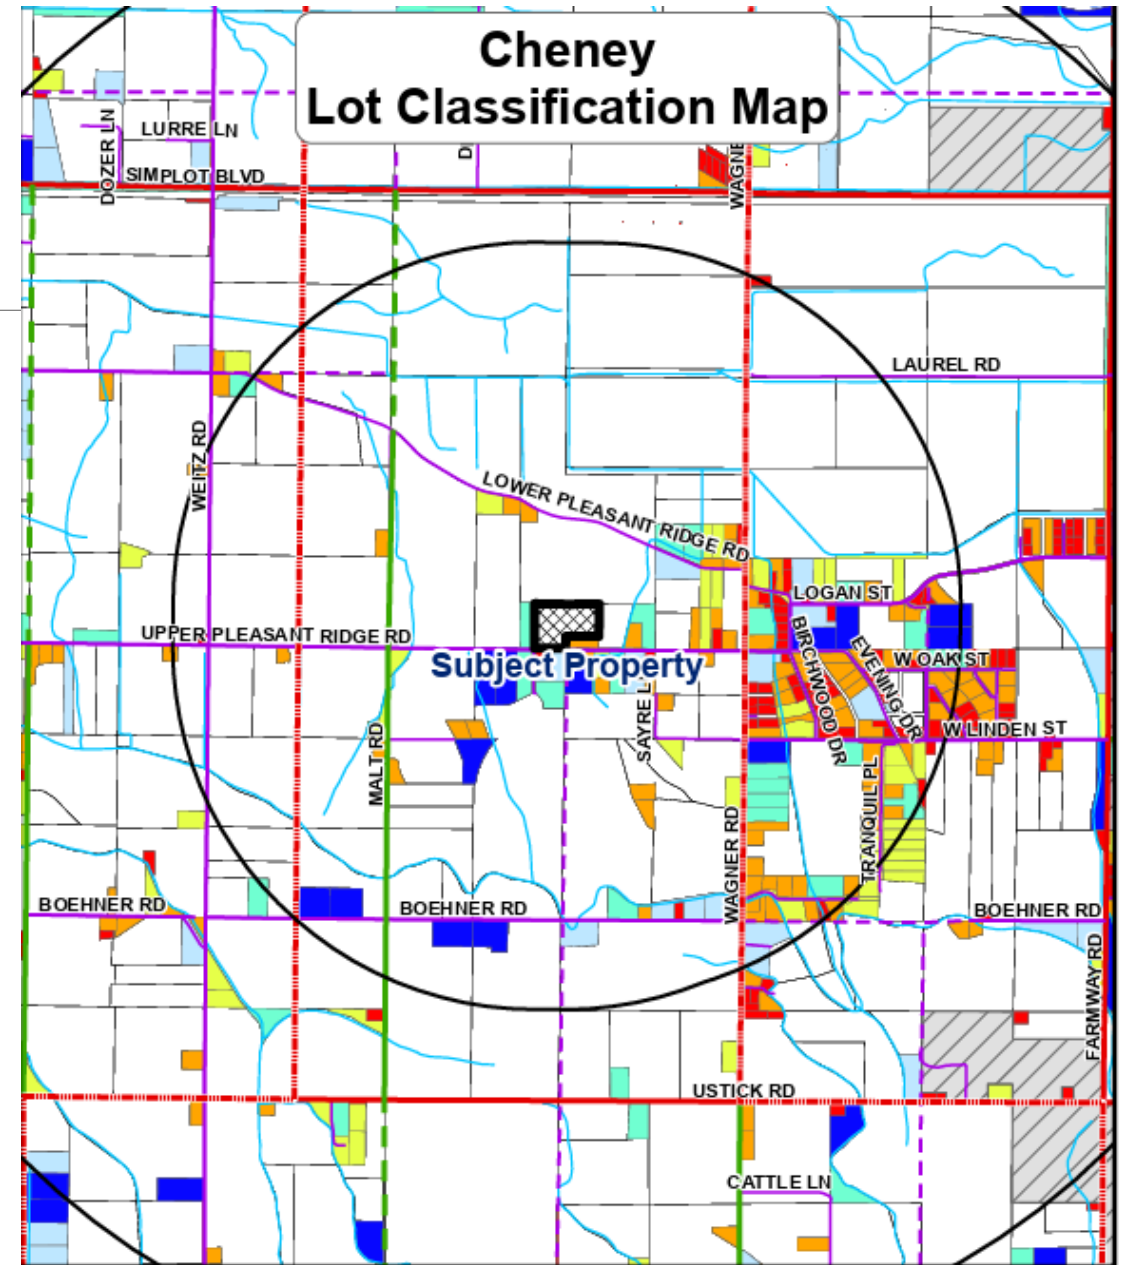 Cheney
Lot Classification Map
DOZER LN
LURRE LN
SIMPLOT BLVD
D
WAGNE
LAUREL RD
WEITZ RD
LOWER PLEASANT RIDGE RD
LOGAN ST
UPPER PLEASANT RIDGE RD
Subject Property
BIRCHWOOD DR
EVENING DR
W OAK ST
SAYRE L
W LINDEN ST
MALT RD
TRANQUIL PL
WAGNER RD
BOEHNER RD
BOEHNER RD
BOEHNER RD
FARMWAY RD
USTICK RD
CATTLE LN